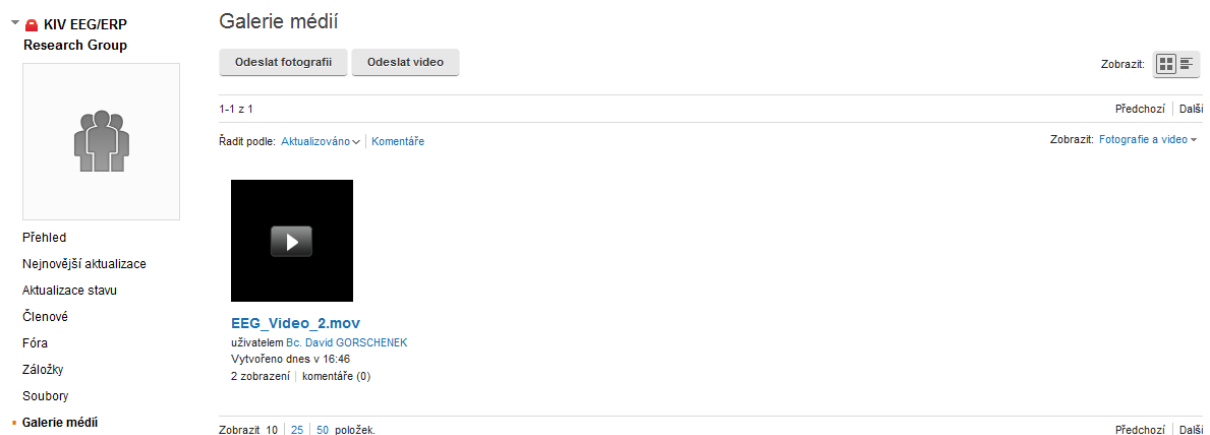 KIV EEG/ERP
Research Group
Přehled
Nejnovější aktualizace
Aktualizace stavu
Členové
Fóra
Záložky
Soubory
Galerie médií
Galerie médií
Odeslat fotografii Odeslat video Zobrazit:
1-1 z 1 Předchozí Další
Řadit podle: Aktualizováno Komentáře Zobrazit: Fotografie a video
EEG_Video_2.mov
uživatelem Bc. David GORSCHENEK
Vytvořeno dnes v 16:46
2 zobrazení komentáře (0)
Zobrazit 10 25 50 položek. Předchozí Další